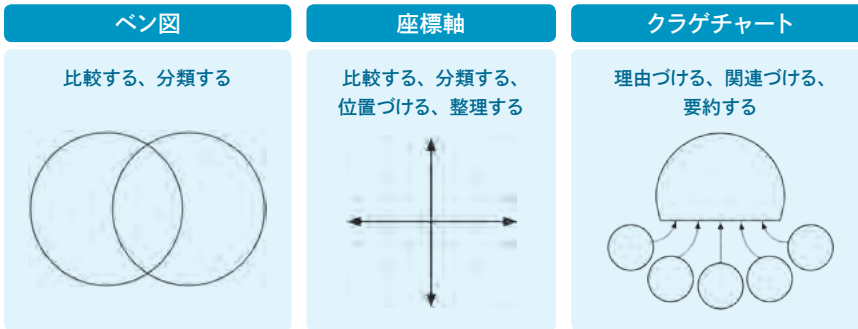 ベン図
比較する、分類する
座標軸
比較する、分類する、
位置づける、整理する
クラゲチャート
理由づける、関連づける、
要約する